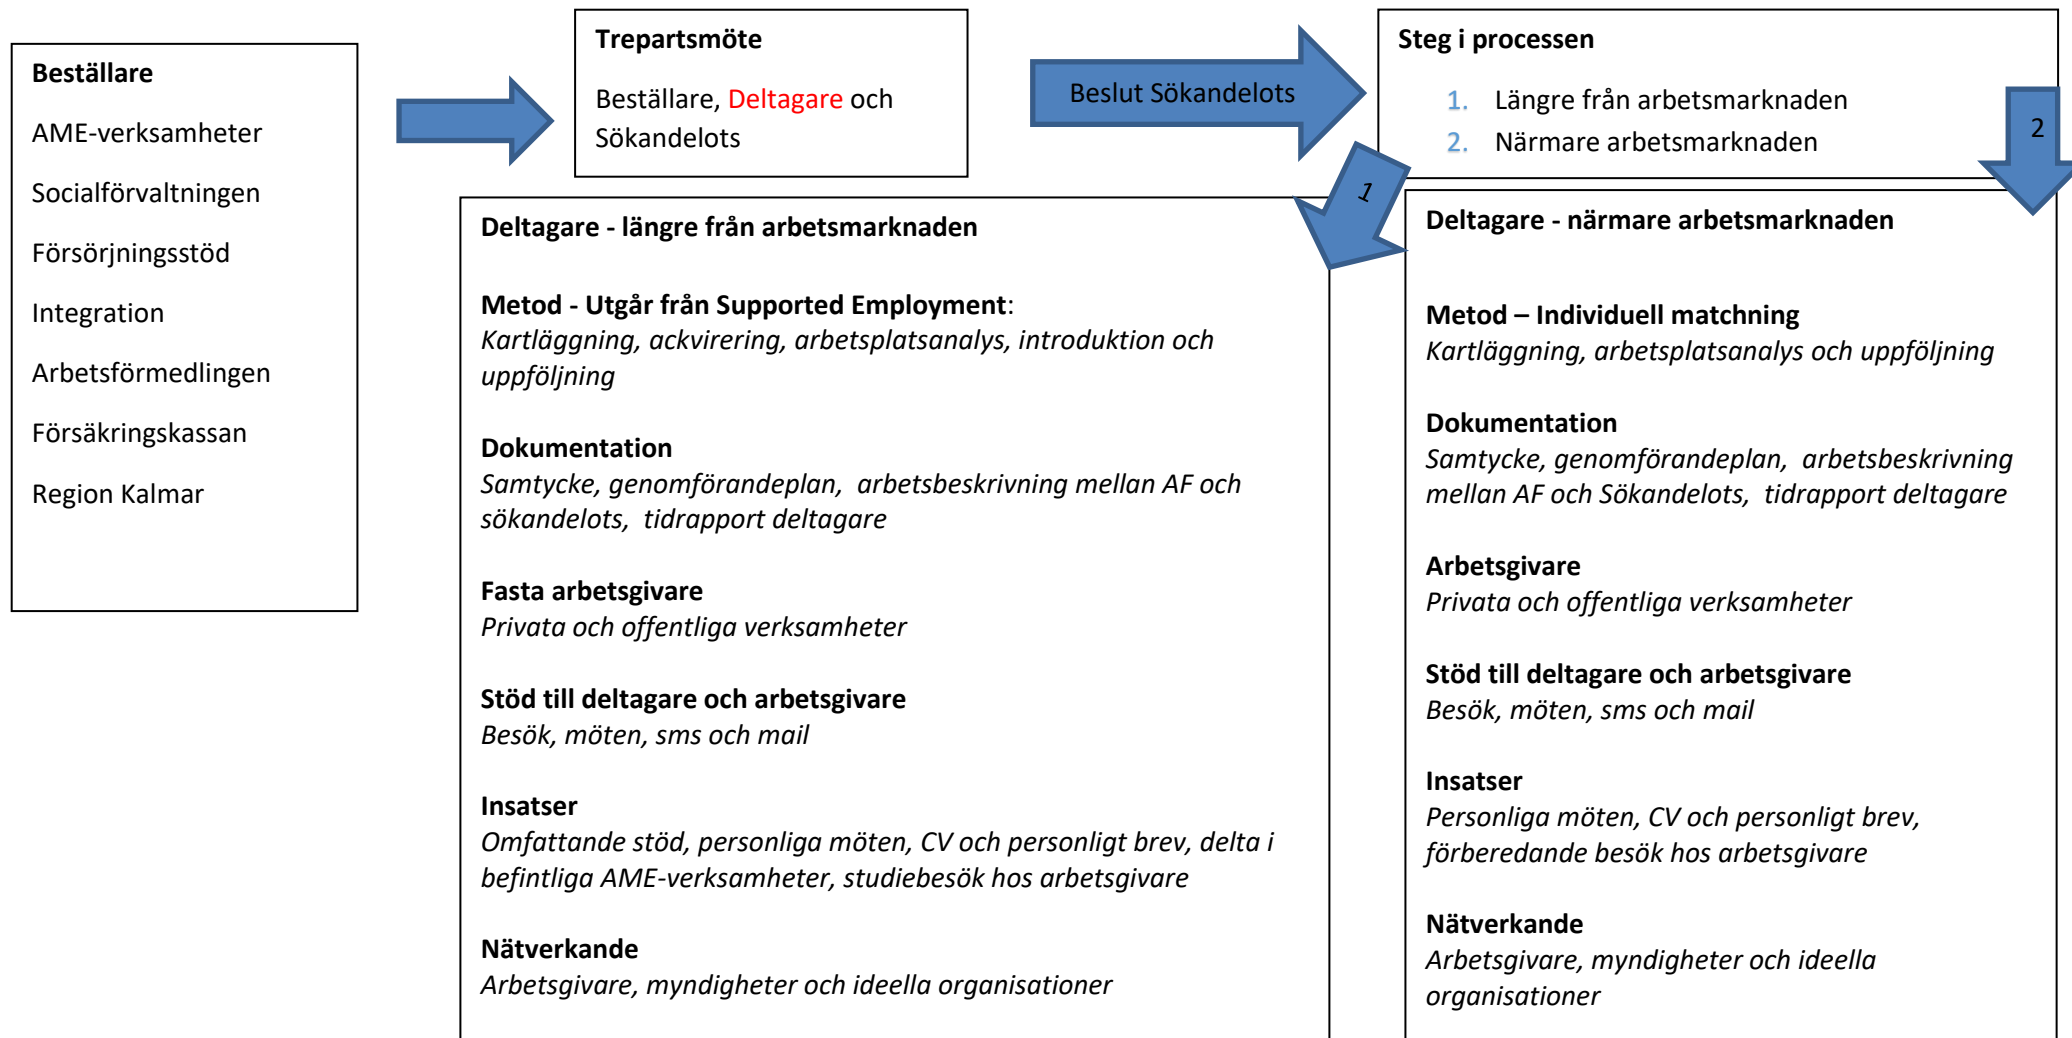 Beställare
AME-verksamheter
Socialförvaltningen
Försörjningsstöd
Integration
Arbetsförmedlingen
Försäkringskassan
Region Kalmar
Trepartsmöte
Beställare, Deltagare och
Sökandelots
Beslut Sökandelots
Steg i processen
1. Längre från arbetsmarknaden
2. Närmare arbetsmarknaden
1
2
Deltagare - längre från arbetsmarknaden
Metod - Utgår från Supported Employment:
Kartläggning, ackvirering, arbetsplatsanalys, introduktion och
uppföljning
Dokumentation
Samtycke, genomförandeplan, arbetsbeskrivning mellan AF och
sökandelots, tidrapport deltagare
Fasta arbetsgivare
Privata och offentliga verksamheter
Stöd till deltagare och arbetsgivare
Besök, möten, sms och mail
Insatser
Omfattande stöd, personliga möten, CV och personligt brev, delta i
befintliga AME-verksamheter, studiebesök hos arbetsgivare
Nätverkande
Arbetsgivare, myndigheter och ideella organisationer
Deltagare - närmare arbetsmarknaden
Metod – Individuell matchning
Kartläggning, arbetsplatsanalys och uppföljning
Dokumentation
Samtycke, genomförandeplan, arbetsbeskrivning
mellan AF och Sökandelots, tidrapport deltagare
Arbetsgivare
Privata och offentliga verksamheter
Stöd till deltagare och arbetsgivare
Besök, möten, sms och mail
Insatser
Personliga möten, CV och personligt brev,
förberedande besök hos arbetsgivare
Nätverkande
Arbetsgivare, myndigheter och ideella
organisationer